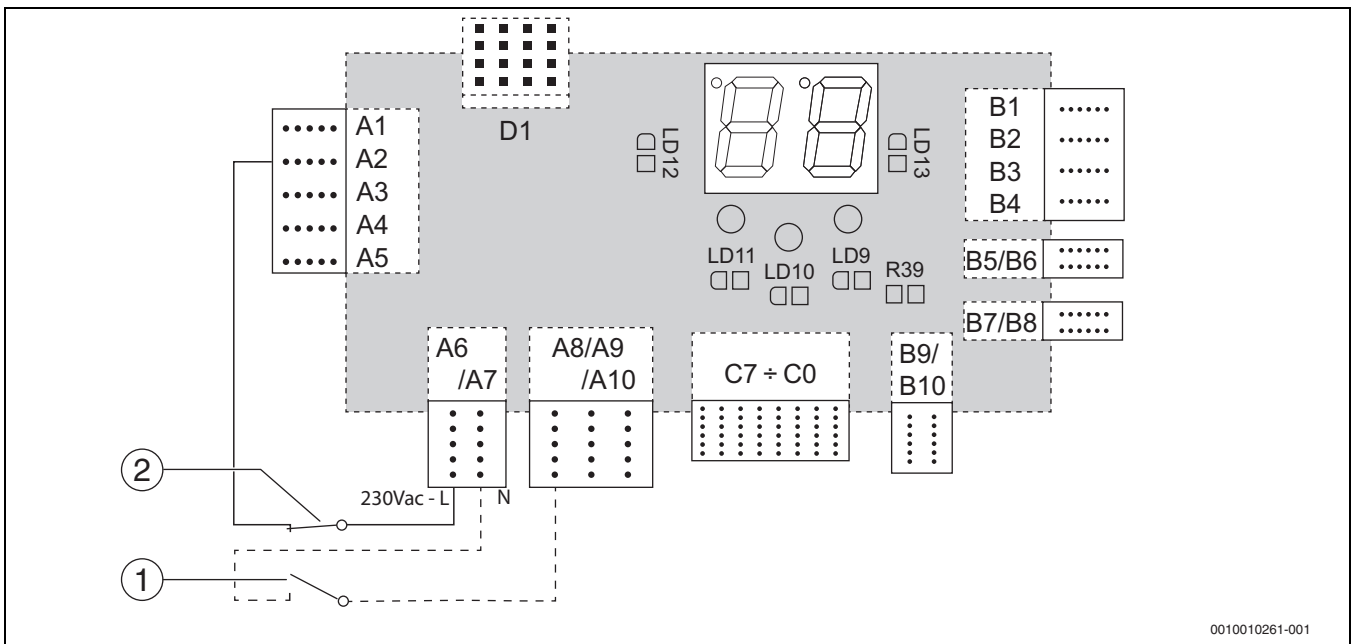 D1
A1
A2
A3
A4
A5
LD12
LD13
B1
B2
B3
B4
LD11
LD10
LD9
R39
B5/B6
B7/B8
A6
/A7
A8/A9
/A10
C7 ÷ C0
B9/
B10
2
230Vac - L
N
1
0010010261-001